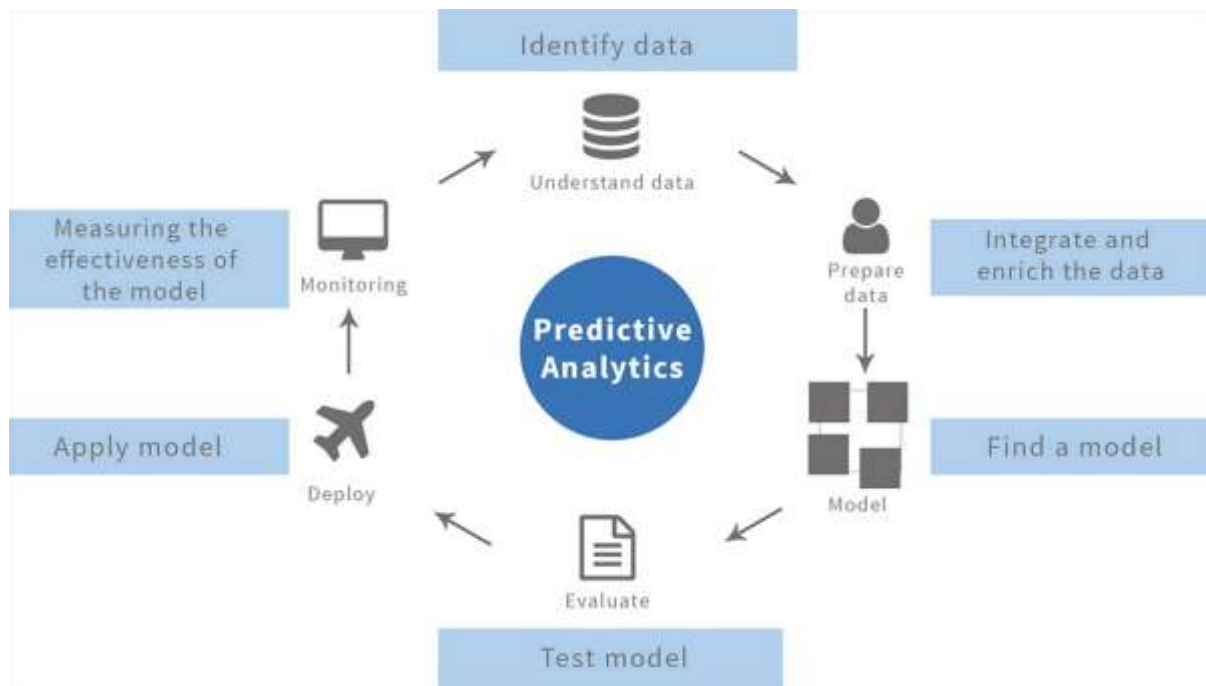 Identify data
Understand data
Prepare
data
Integrate and
enrich the data
Model
Find a model
Evaluate
Test model
Deploy
Apply model
Monitoring
Measuring the
effectiveness of
the model
Predictive
Analytics